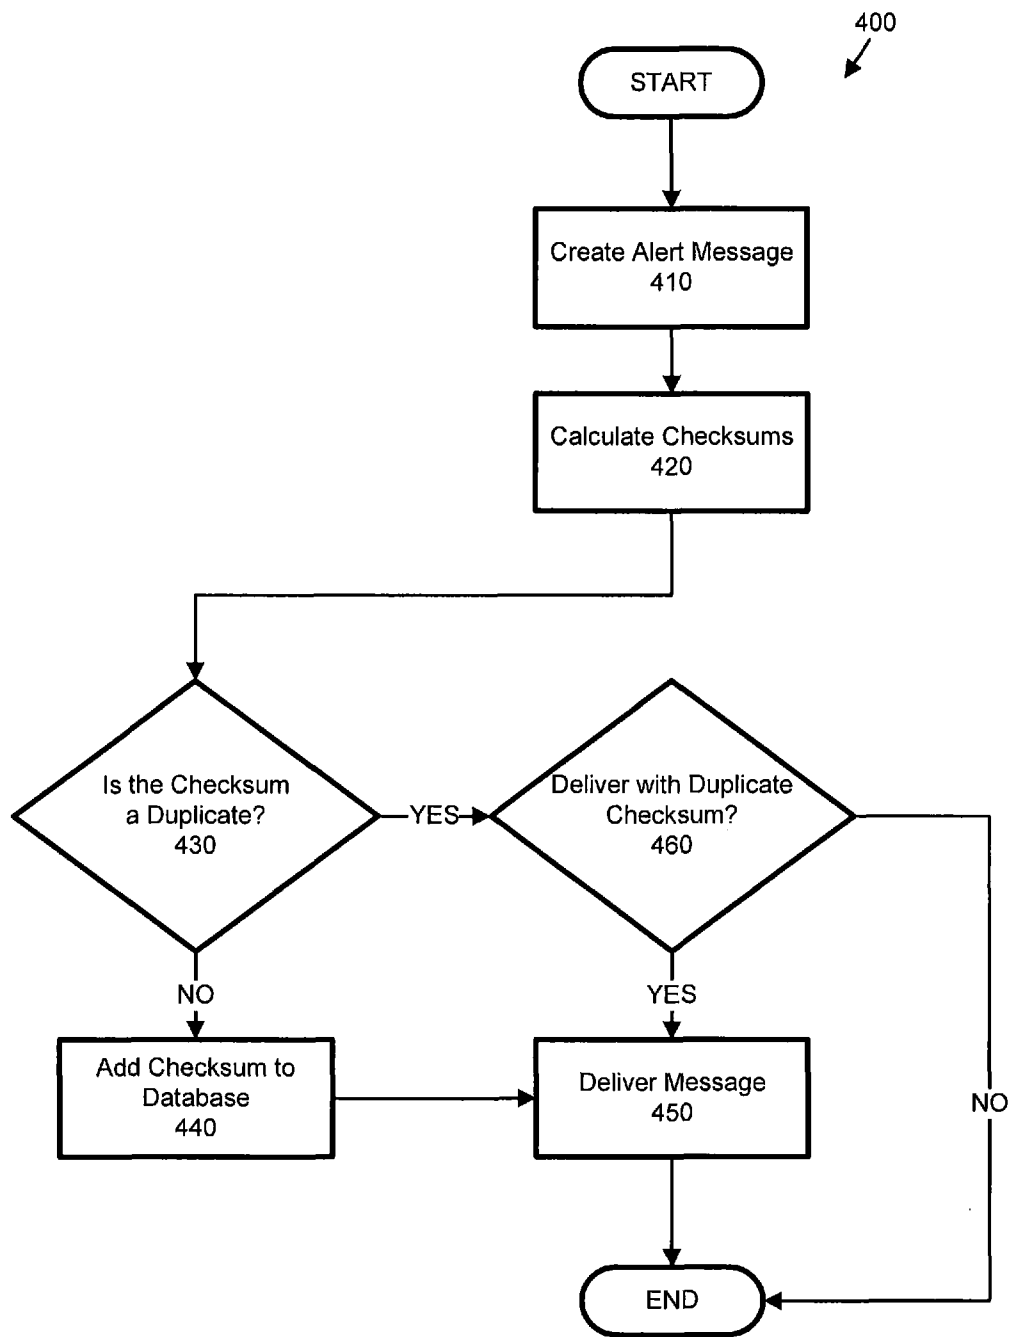 400
START
Create Alert Message
410
Calculate Checksums
420
Is the Checksum
a Duplicate?
430
YES
Deliver with Duplicate
Checksum?
460
NO
YES
Add Checksum to
Database
440
Deliver Message
450
NO
END